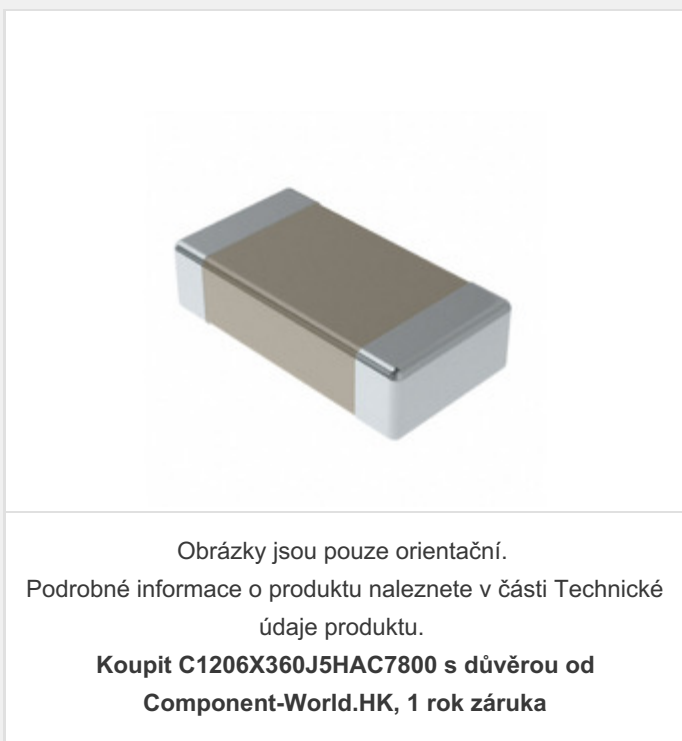 Obrázky jsou pouze orientační.
Podrobné informace o produktu naleznete v části Technické
údaje produktu.
Koupit C1206X360J5HAC7800 s důvěrou od
Component-World.HK, 1 rok záruka